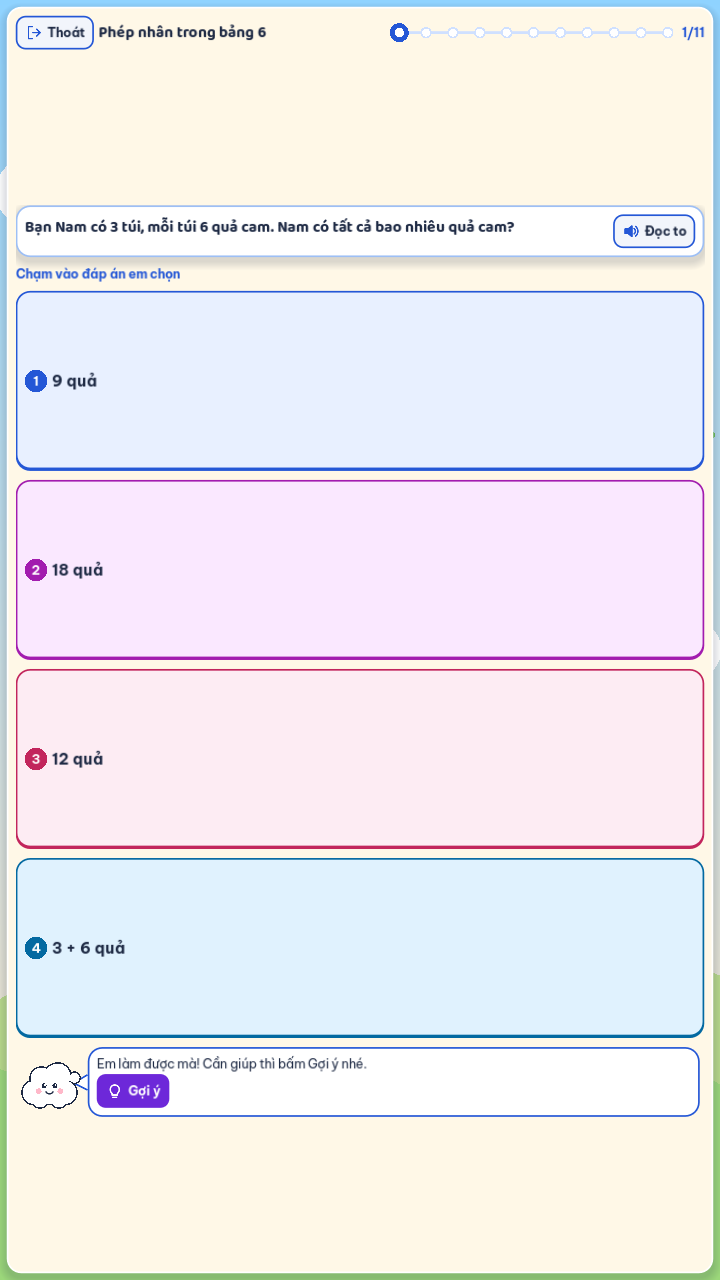 Thoát
Phép nhân trong bảng 6
1/11
Bạn Nam có 3 túi, mỗi túi 6 quả cam. Nam có tất cả bao nhiêu quả cam?
Đọc to
Chạm vào đáp án em chọn
1 9 quả
2 18 quả
3 12 quả
4 3 + 6 quả
Em làm được mà! Cần giúp thì bấm Gợi ý nhé.
Gợi ý